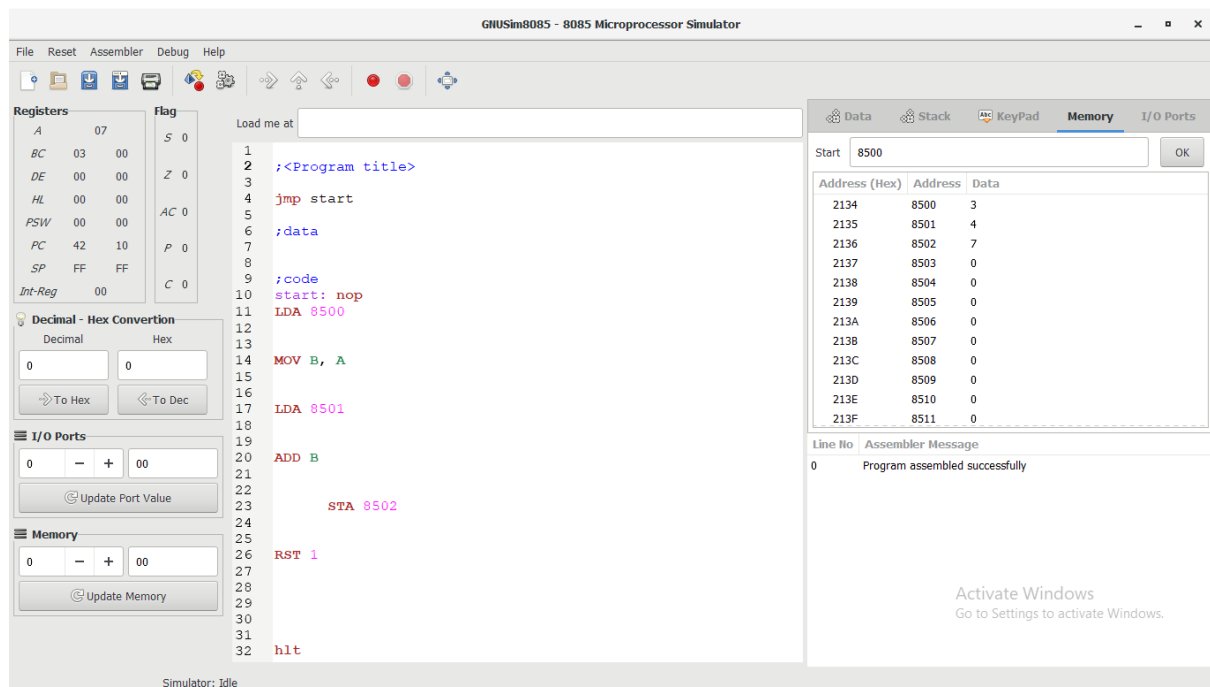 GNUSim8085 - 8085 Microprocessor Simulator
File Reset Assembler Debug Help
Registers
A 07
BC 03 00
DE 00 00
HL 00 00
PSW 00 00
PC 42 10
SP FF FF
Int-Reg 00
Flag
S 0
Z 0
AC 0
P 0
C 0
Decimal - Hex Convertion
Decimal Hex
0 0
To Hex To Dec
I/O Ports
0 − + 00
Update Port Value
Memory
0 − + 00
Update Memory
Load me at
1
2 ;<Program title>
3
4 jmp start
5
6 ;data
7
8
9 ;code
10 start: nop
11 LDA 8500
12
13
14 MOV B, A
15
16
17 LDA 8501
18
19
20 ADD B
21
22
23 STA 8502
24
25
26 RST 1
27
28
29
30
31
32 hlt
Data Stack Abc KeyPad Memory I/O Ports
Start 8500 OK
Address (Hex) Address Data
2134 8500 3
2135 8501 4
2136 8502 7
2137 8503 0
2138 8504 0
2139 8505 0
213A 8506 0
213B 8507 0
213C 8508 0
213D 8509 0
213E 8510 0
213F 8511 0
Line No Assembler Message
0 Program assembled successfully
Activate Windows
Go to Settings to activate Windows.
Simulator: Idle